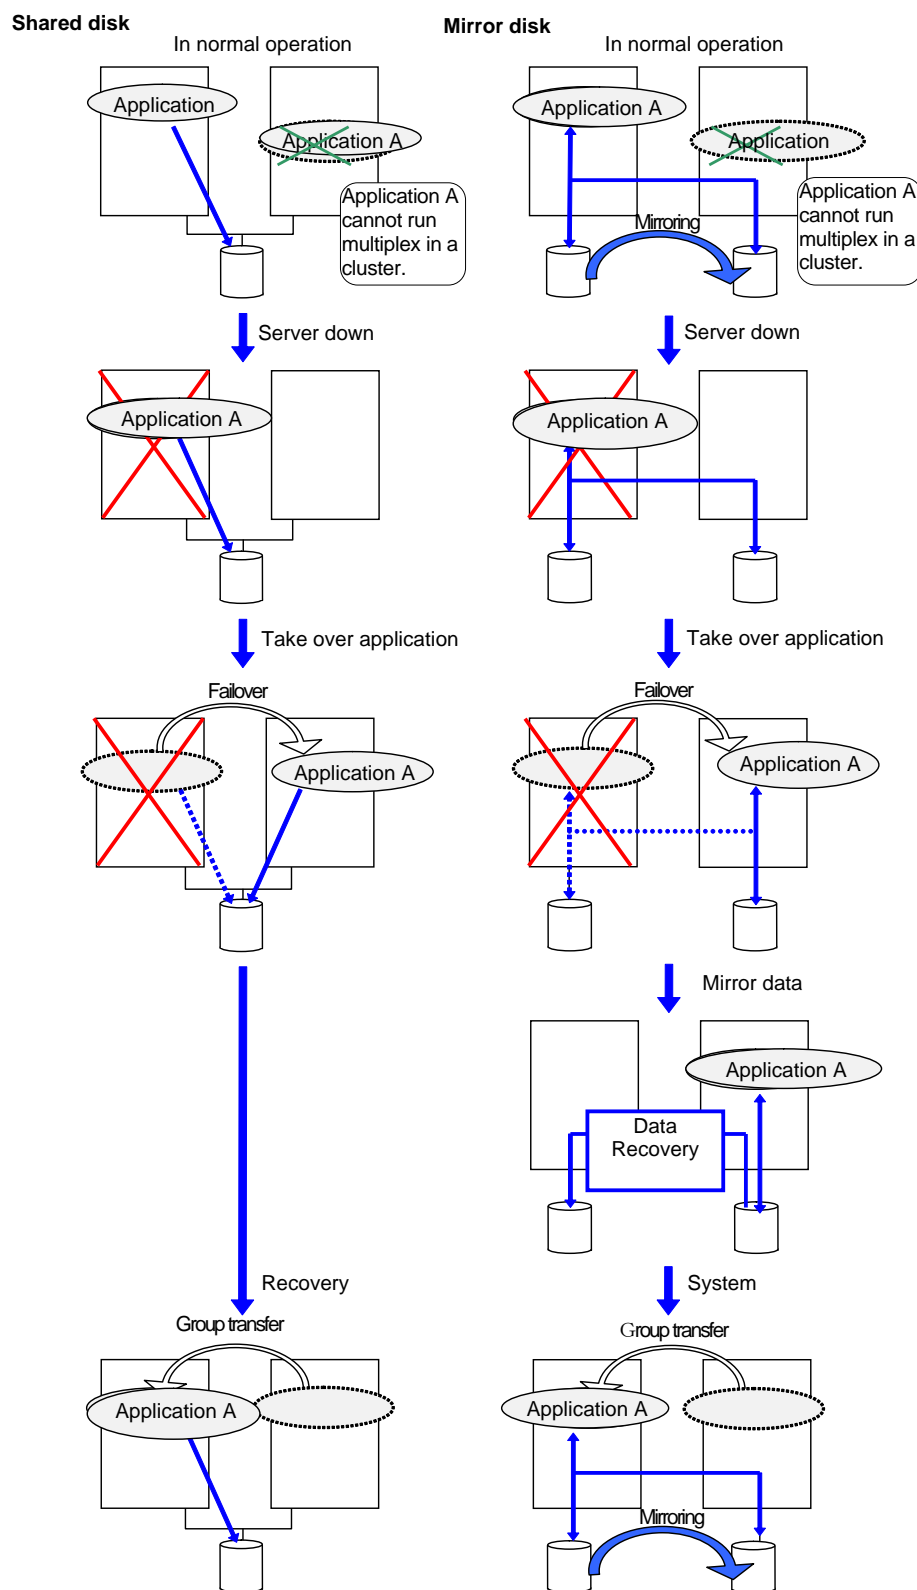 Shared disk
In normal operation
Application
Application A
Application A
cannot run
multiplex in a
cluster.
Server down
Application A
Take over application
Failover
Application A
Recovery
Group transfer
Application A
Mirror disk
In normal operation
Application A
Application
Application A
cannot run
multiplex in a
cluster.
Mirroring
Server down
Application A
Take over application
Failover
Application A
Mirror data
Application A
Data
Recovery
System
Group transfer
Application A
Mirroring